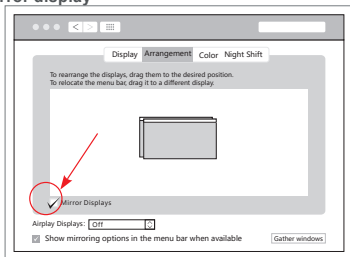 ror display
Display Arrangement Color Night Shift
To rearrange the displays, drag them to the desired position.
To relocate the menu bar, drag it to a different display.
Mirror Displays
Airplay Displays: Off
Show mirroring options in the menu bar when available
Gather windows